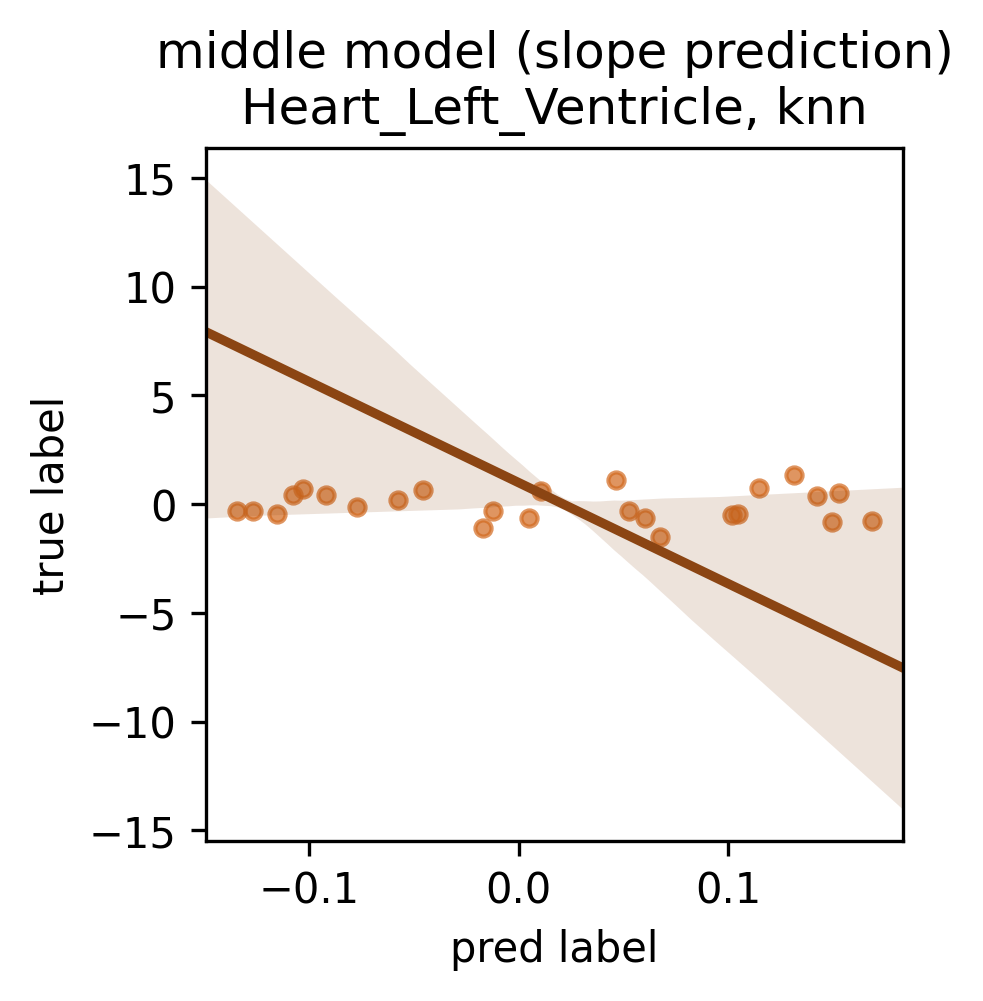 middle model (slope prediction)
Heart_Left_Ventricle, knn
15
10
5
0
−5
−10
−15
true label
−0.1
0.0
0.1
pred label